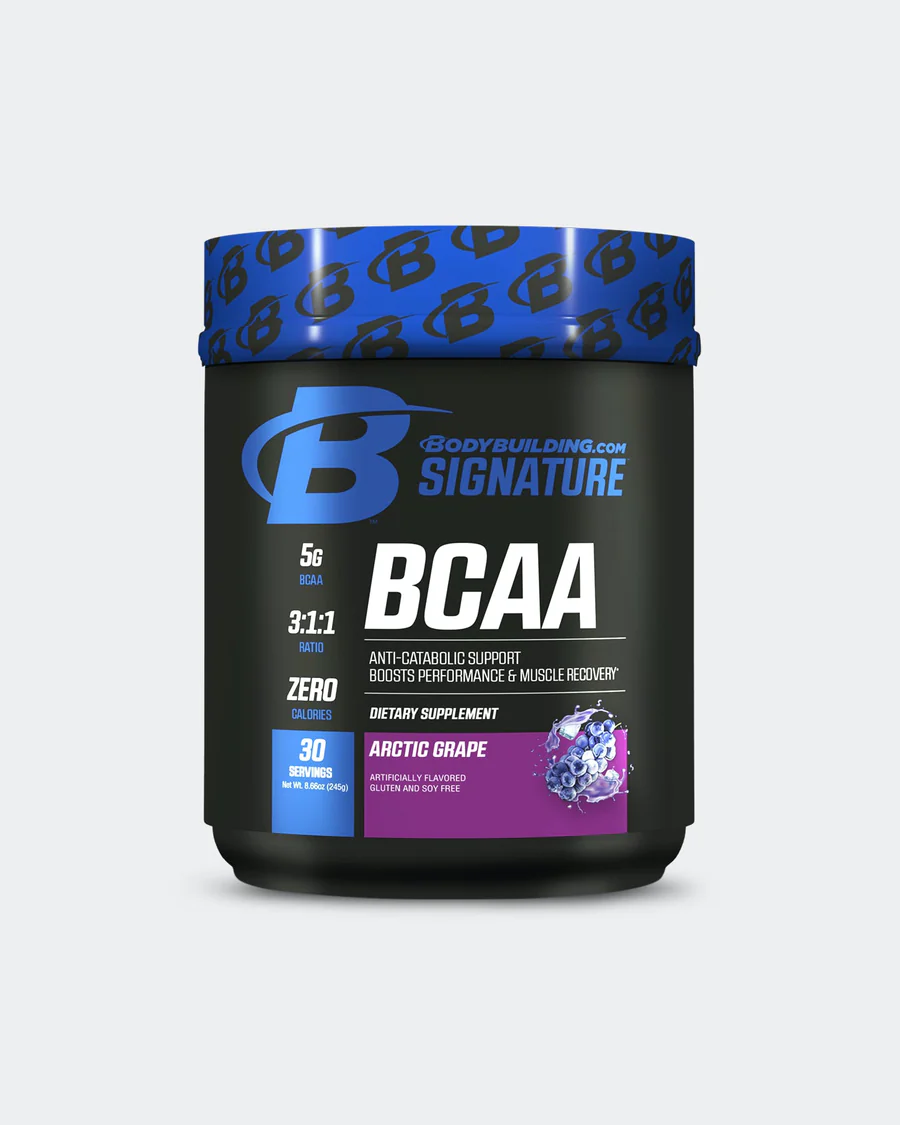 B
BODYBUILDING.COM
SIGNATURE
™
5G
BCAA
3:1:1
RATIO
ZERO
CALORIES
30
SERVINGS
Net Wt. 8.66oz (245g)
BCAA
ANTI-CATABOLIC SUPPORT
BOOSTS PERFORMANCE & MUSCLE RECOVERY*
DIETARY SUPPLEMENT
ARCTIC GRAPE
ARTIFICIALLY FLAVORED
GLUTEN AND SOY FREE